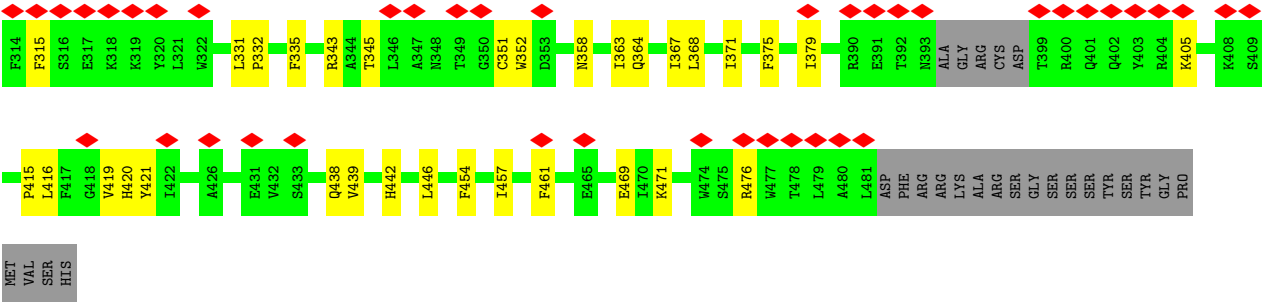 F314 F315 S316 E317 K318 K319 Y320 L321 W322 L331 P332 F335 R343 A344 T345 L346 A347 N348 T349 G350 C351 W352 D353 N358 I363 Q364 I367 L368 I371 F375 I379 R390 E391 T392 N393 ALA GLY ARG CYS ASP T399 R400 Q401 Q402 Y403 R404 K405 K408 S409
P415 L416 F417 G418 V419 H420 Y421 I422 A426 E431 V432 S433 Q438 V439 H442 L446 F454 I457 F461 E465 E469 I470 K471 W474 S475 R476 W477 T478 L479 A480 L481 ASP PHE ARG ARG LYS ALA ARG SER GLY SER SER SER TYR SER TYR GLY PRO
MET VAL SER HIS